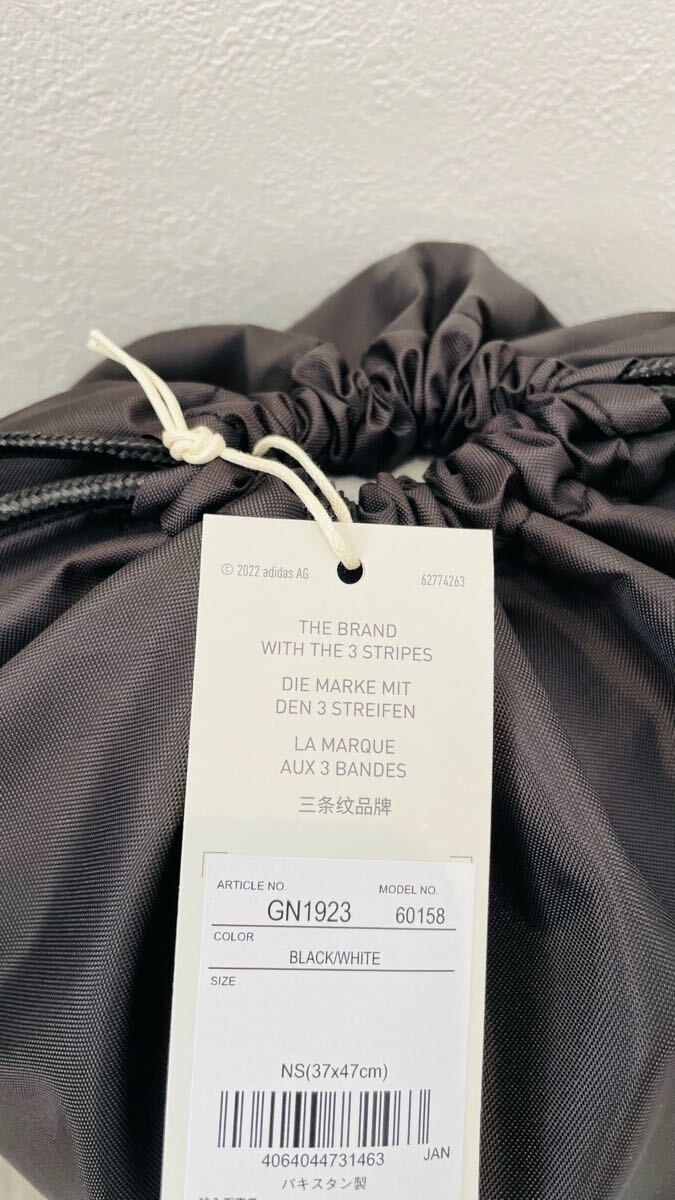 © 2022 adidas AG 62774263
THE BRAND
WITH THE 3 STRIPES
DIE MARKE MIT
DEN 3 STREIFEN
LA MARQUE
AUX 3 BANDES
三条纹品牌
ARTICLE NO. MODEL NO.
GN1923 60158
COLOR
BLACK/WHITE
SIZE
NS(37x47cm)
4064044731463 JAN
パキスタン製